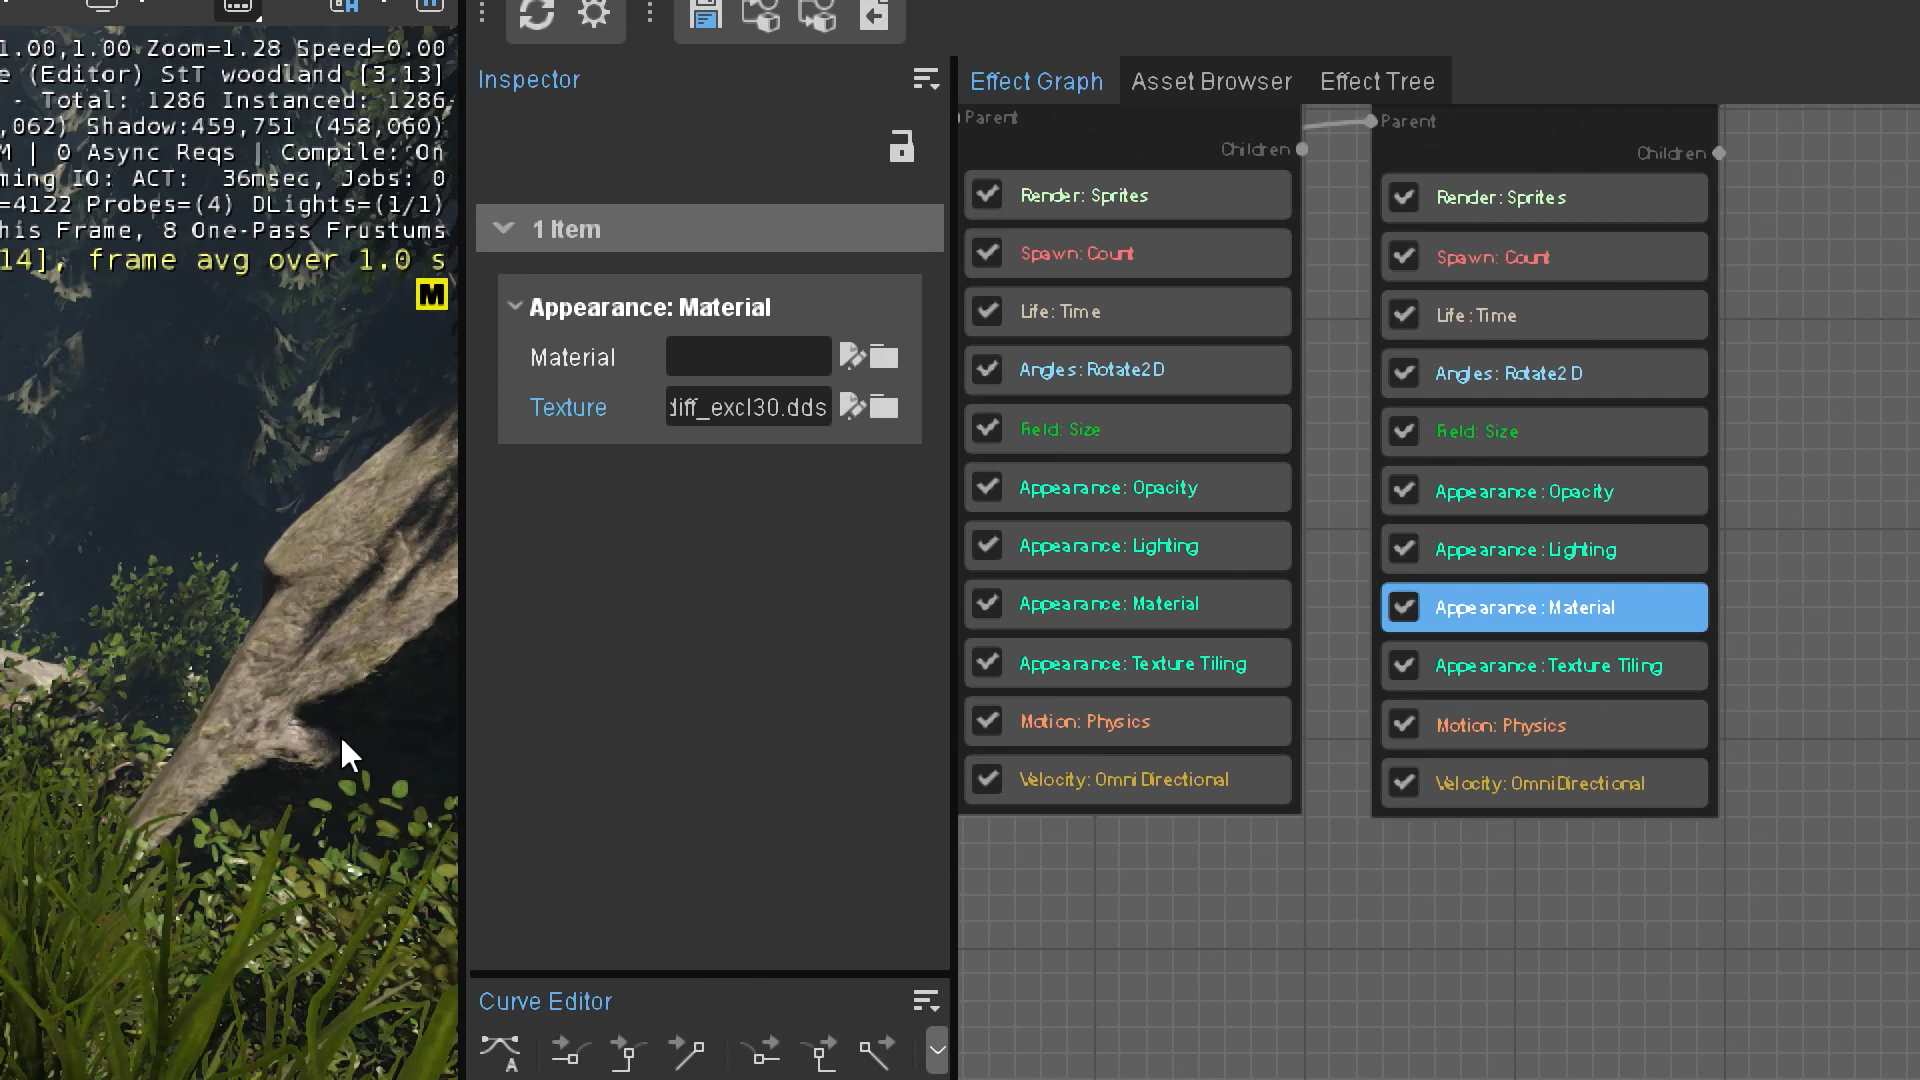 1.00,1.00 Zoom=1.28 Speed=0.00
e (Editor) StT woodland [3.13]
- Total: 1286 Instanced: 1286
,062) Shadow:459,751 (458,060)
M | 0 Async Reqs | Compile: On
ming IO: ACT: 36msec, Jobs: 0
=4122 Probes=(4) DLights=(1/1)
his Frame, 8 One-Pass Frustums
14], frame avg over 1.0 s
M
Inspector
1 Item
Appearance: Material
Material
Texture
diff_excl30.dds
Curve Editor
A
Effect Graph
Asset Browser
Effect Tree
Parent
Children
Render: Sprites
Spawn: Count
Life: Time
Angles: Rotate2D
Field: Size
Appearance: Opacity
Appearance: Lighting
Appearance: Material
Appearance: Texture Tiling
Motion: Physics
Velocity: OmniDirectional
Parent
Children
Render: Sprites
Spawn: Count
Life: Time
Angles: Rotate2D
Field: Size
Appearance: Opacity
Appearance: Lighting
Appearance: Material
Appearance: Texture Tiling
Motion: Physics
Velocity: OmniDirectional